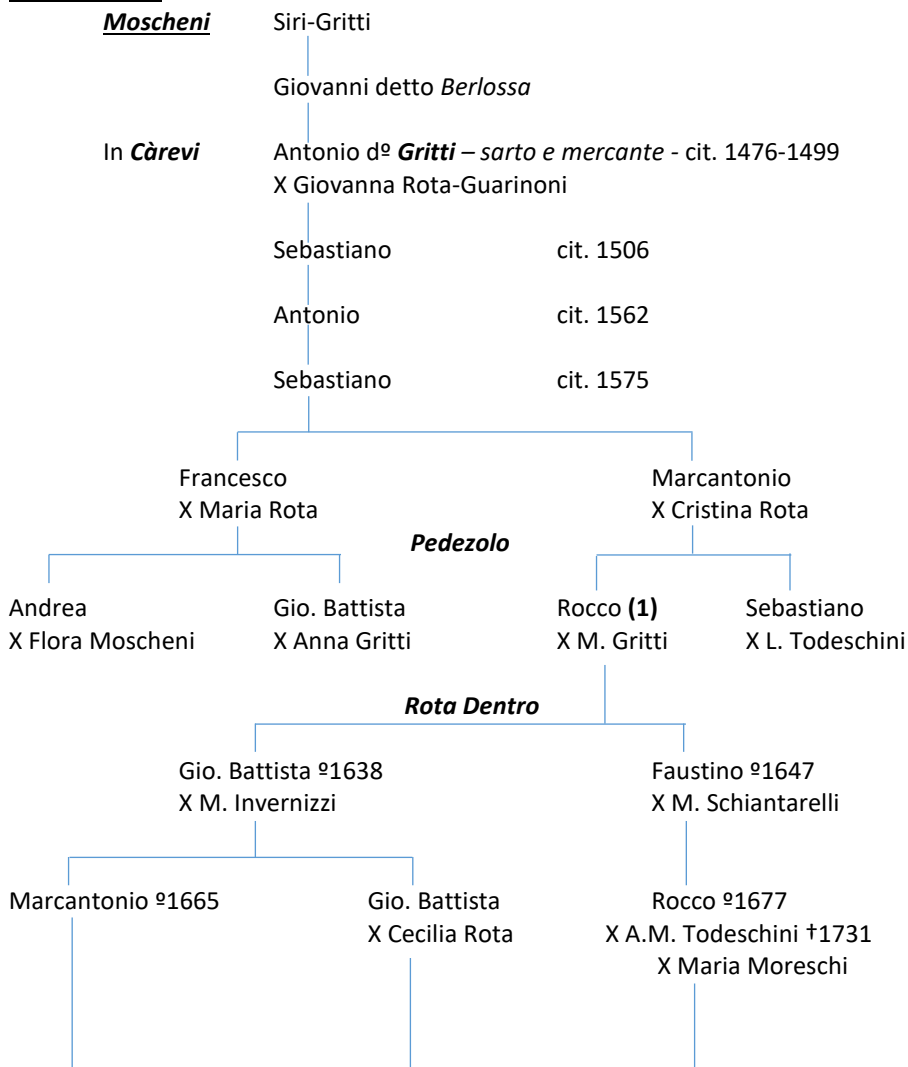 Moscheni Siri-Gritti
Giovanni detto Berlossa
In Càrevi Antonio dº Gritti – sarto e mercante - cit. 1476-1499
X Giovanna Rota-Guarinoni
Sebastiano cit. 1506
Antonio cit. 1562
Sebastiano cit. 1575
Francesco Marcantonio
X Maria Rota X Cristina Rota
Pedezolo
Andrea Gio. Battista Rocco (1) Sebastiano
X Flora Moscheni X Anna Gritti X M. Gritti X L. Todeschini
Rota Dentro
Gio. Battista º1638 Faustino º1647
X M. Invernizzi X M. Schiantarelli
Marcantonio º1665 Gio. Battista Rocco º1677
X Cecilia Rota X A.M. Todeschini †1731
X Maria Moreschi